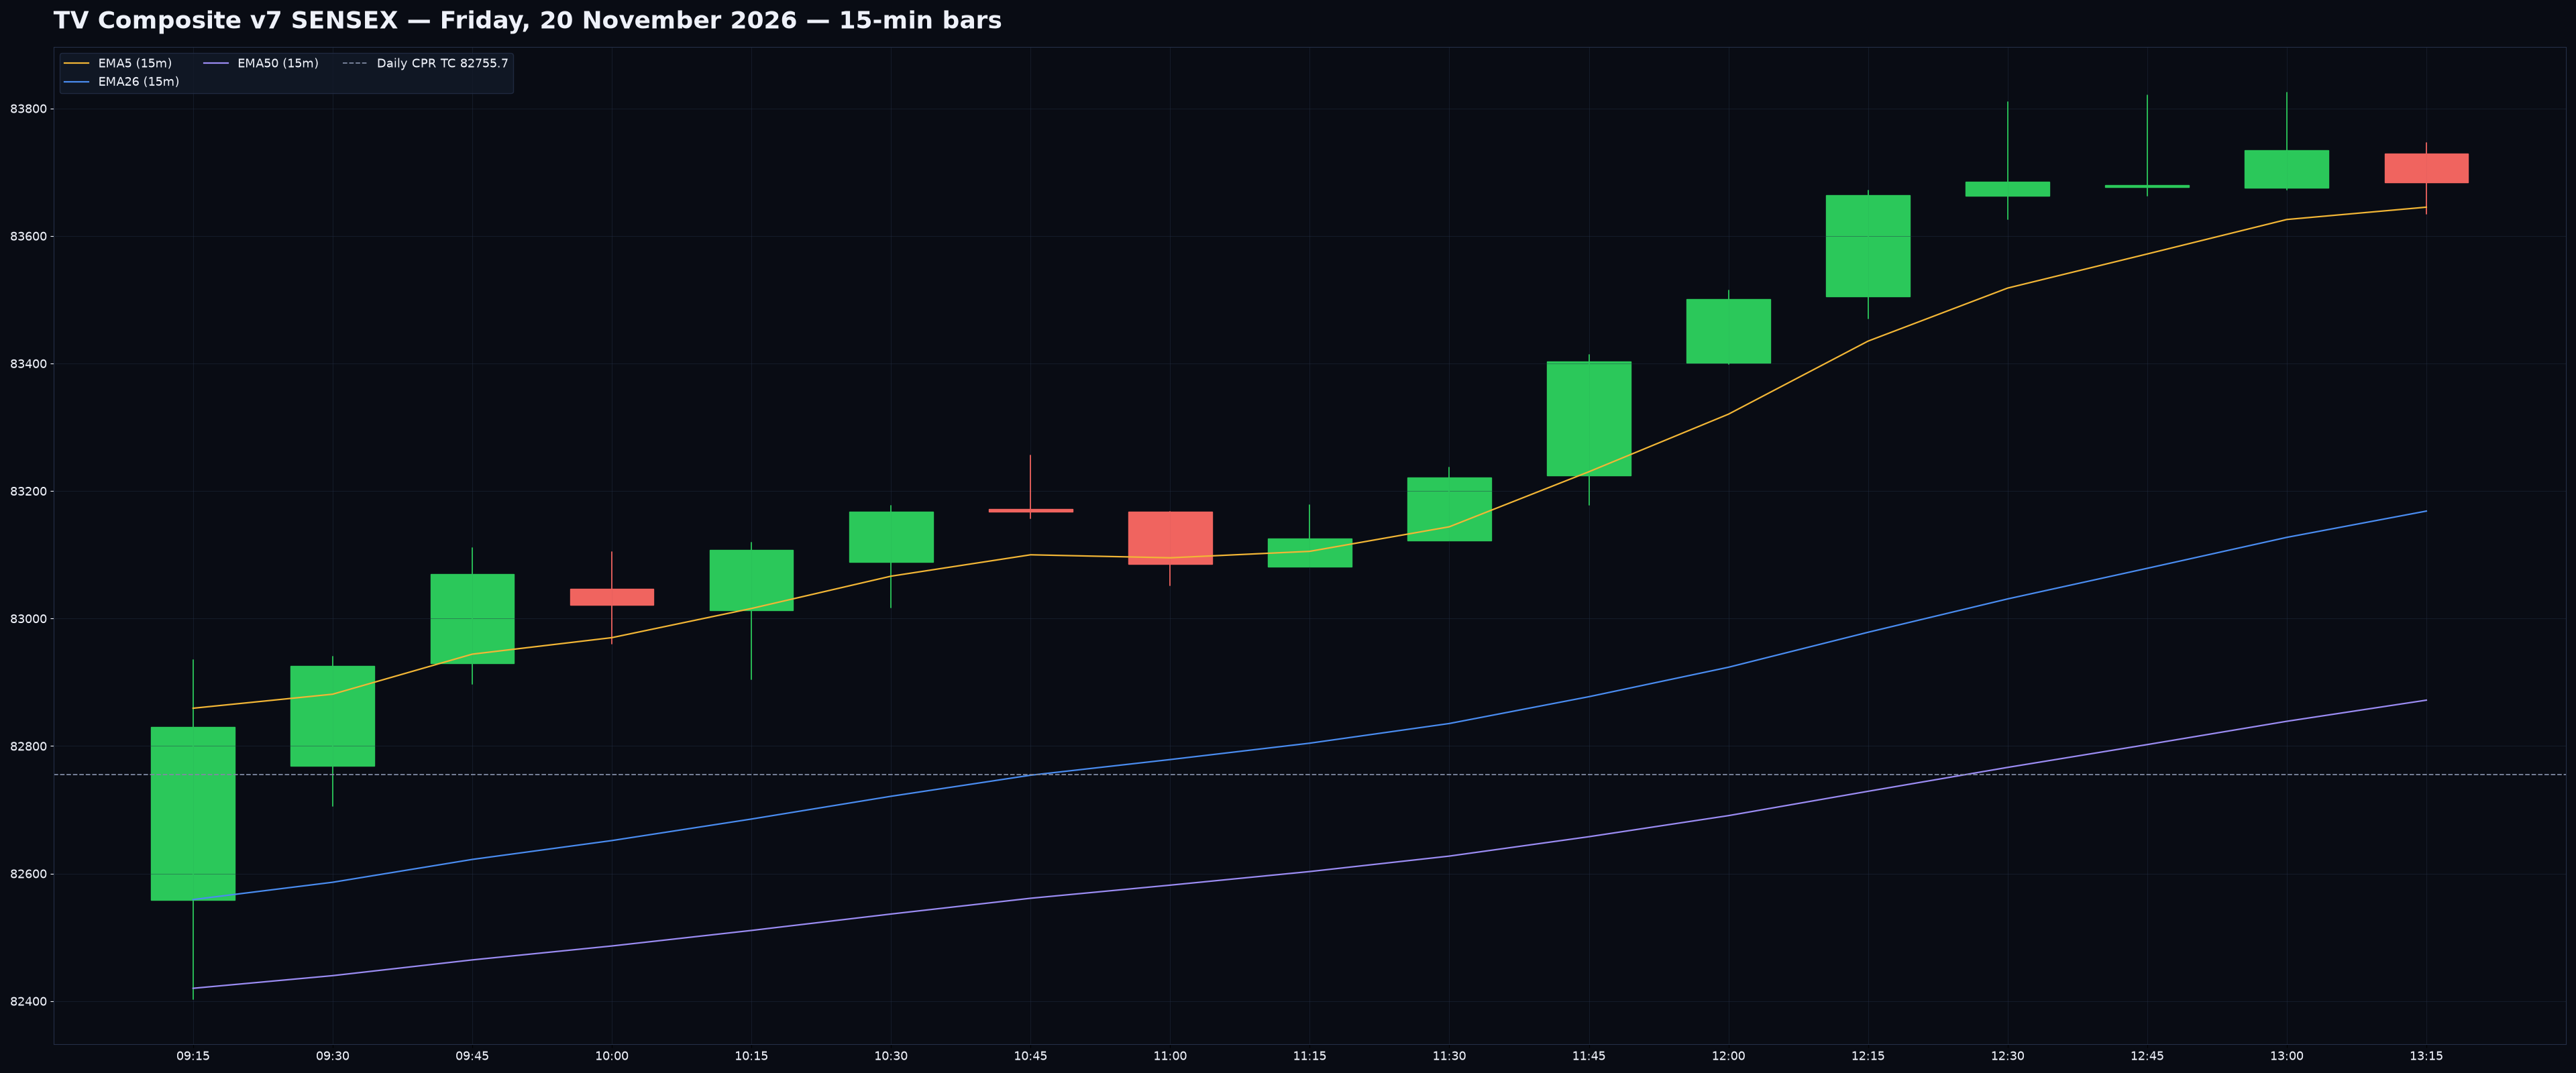 TV Composite v7 SENSEX — Friday, 20 November 2026 — 15-min bars
EMA5 (15m) EMA50 (15m) Daily CPR TC 82755.7
EMA26 (15m)
83800
83600
83400
83200
83000
82800
82600
82400
09:15 09:30 09:45 10:00 10:15 10:30 10:45 11:00 11:15 11:30 11:45 12:00 12:15 12:30 12:45 13:00 13:15